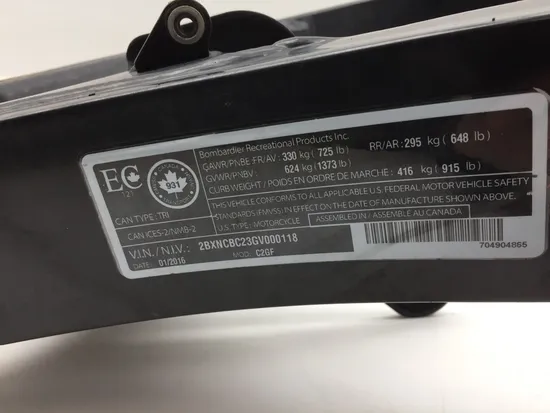 Bombardier Recreational Products Inc.
GAWR/PNBE FR/AV: 330 kg (725 lb) RR/AR: 295 kg (648 lb)
GVWR/PNBV: 624 kg (1373 lb)
CURB WEIGHT / POIDS EN ORDRE DE MARCHE: 416 kg (915 lb)
THIS VEHICLE CONFORMS TO ALL APPLICABLE U.S. FEDERAL MOTOR VEHICLE SAFETY
STANDARDS (FMVSS) IN EFFECT ON THE DATE OF MANUFACTURE SHOWN ABOVE.
EC
121
931
CAN TYPE: TRI
CAN ICES-2/NMB-2
MOTORCYCLE
ASSEMBLED IN / ASSEMBLÉ AU CANADA
V.I.N. / N.I.V.: 2BXNCBC23GV000118
DATE: 01/2016 MOD: C2GF
704904855